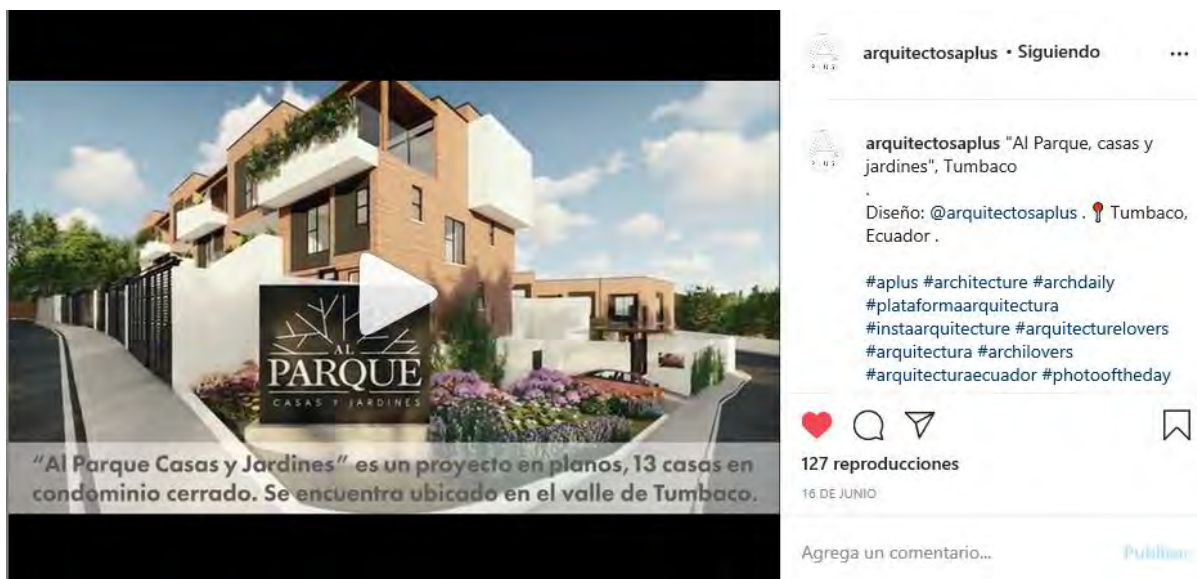 AL
PARQUE
CASAS Y JARDINES
"Al Parque Casas y Jardines" es un proyecto en planos, 13 casas en
condominio cerrado. Se encuentra ubicado en el valle de Tumbaco.
arquitectosaplus • Siguiendo
arquitectosaplus "Al Parque, casas y
jardines", Tumbaco
.
Diseño: @arquitectosaplus . 📍 Tumbaco,
Ecuador .
#aplus #architecture #archdaily
#plataformaarquitectura
#instaarquitecture #arquitecturelovers
#arquitectura #archilovers
#arquitecturaecuador #photooftheday
127 reproducciones
16 DE JUNIO
Agrega un comentario...
Publicar